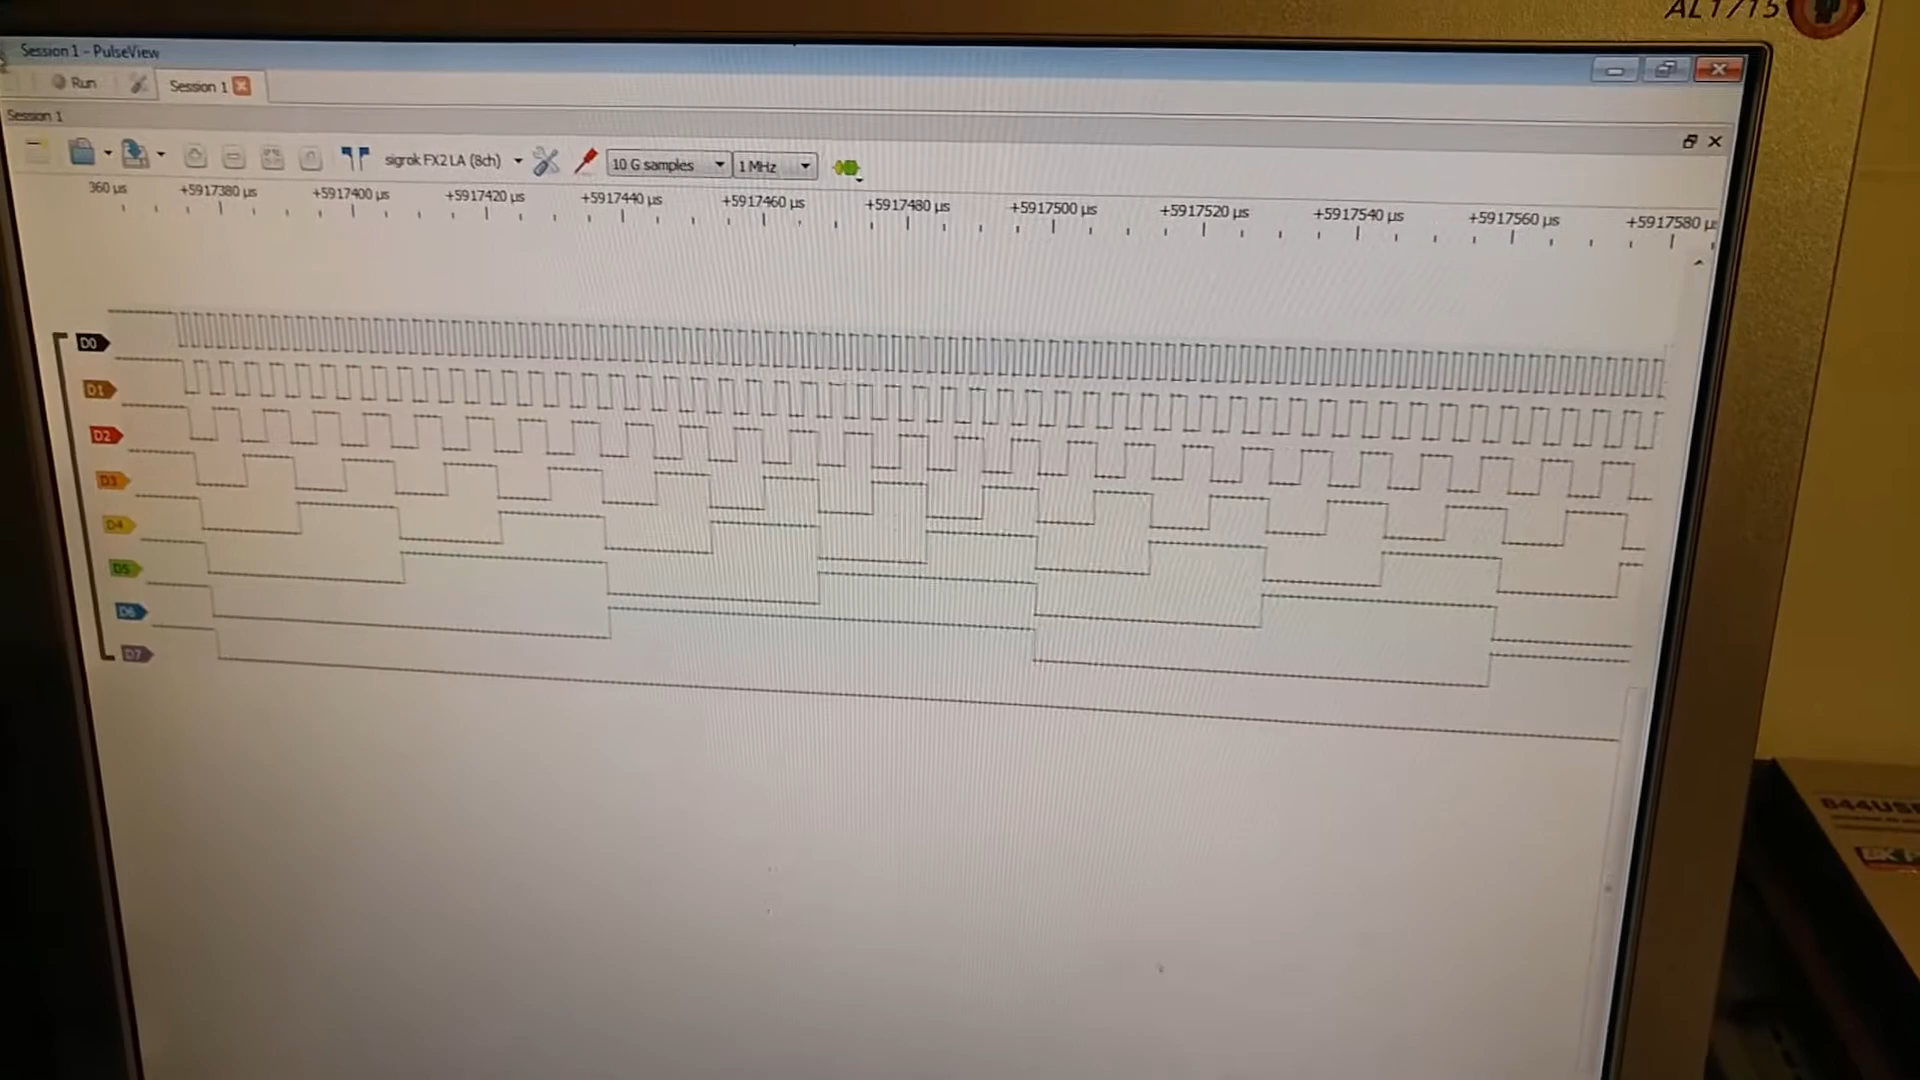 AL1715
Session 1 - PulseView
Run
Session 1
Session 1
sigrok FX2 LA (8ch)
10 G samples
1 MHz
360 µs
+5917380 µs
+5917400 µs
+5917420 µs
+5917440 µs
+5917460 µs
+5917480 µs
+5917500 µs
+5917520 µs
+5917540 µs
+5917560 µs
+5917580 µs
D0
D1
D2
D3
D4
D5
D6
D7
844USB
BK